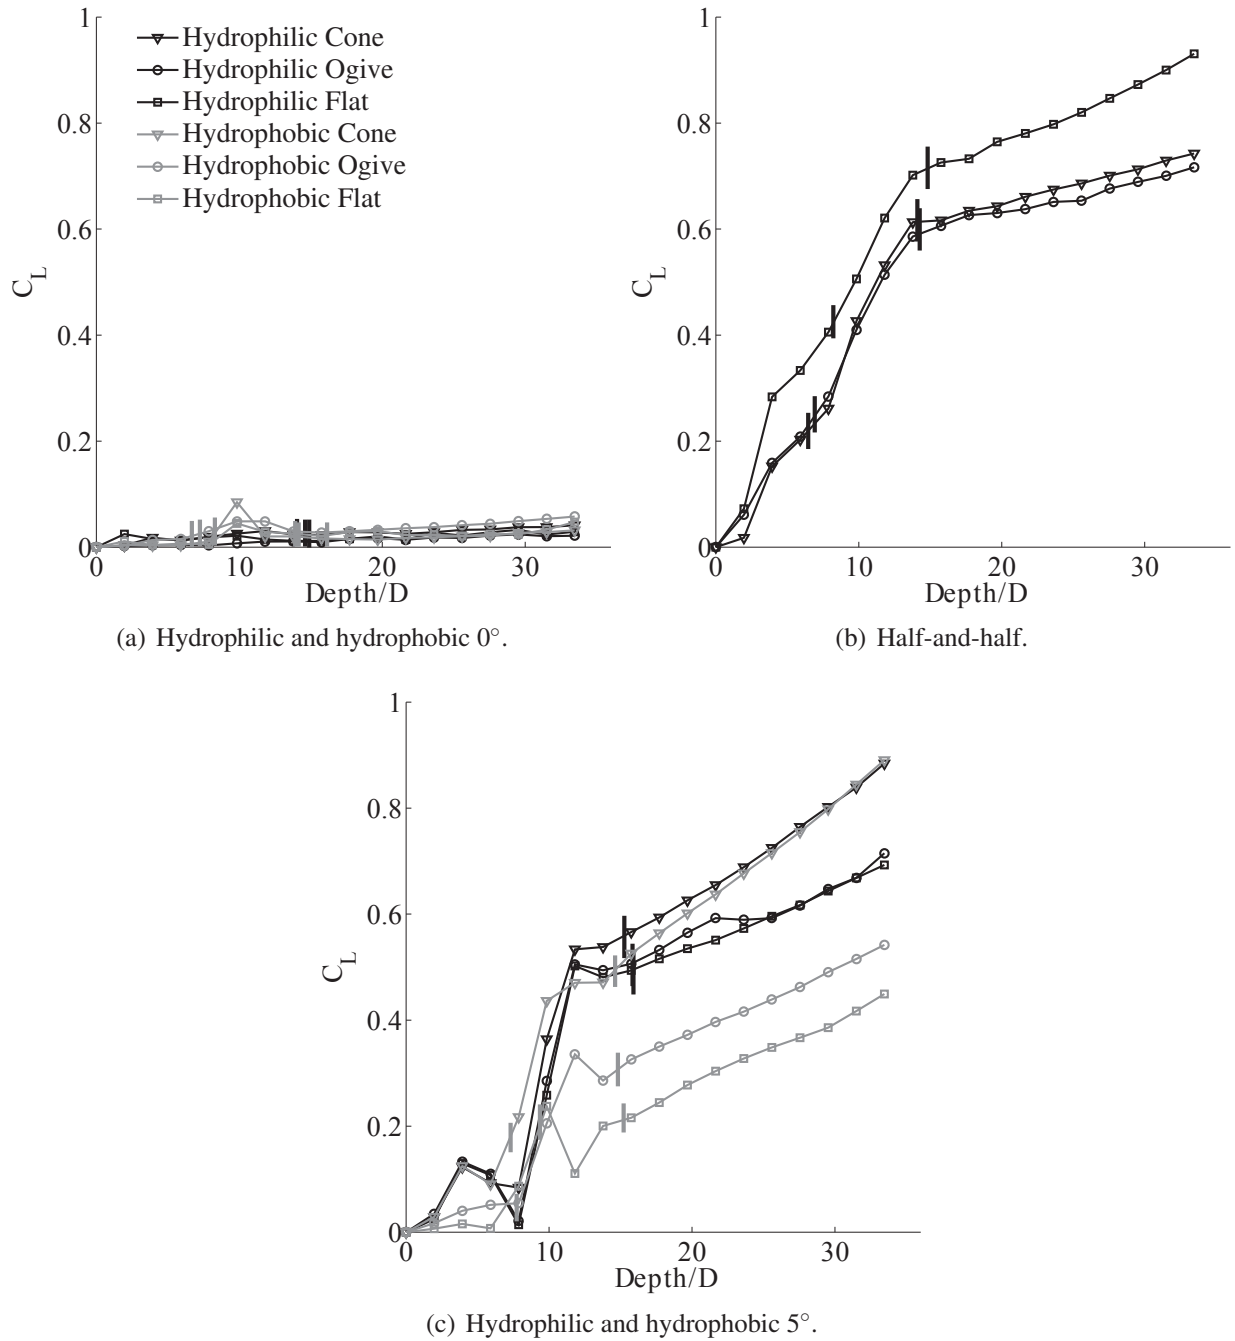 1
Hydrophilic Cone
Hydrophilic Ogive
Hydrophilic Flat
Hydrophobic Cone
Hydrophobic Ogive
Hydrophobic Flat
0.8
0.6
C_L
0.4
0.2
0
0 10 20 30
Depth/D
(a) Hydrophilic and hydrophobic 0°.
1
0.8
0.6
C_L
0.4
0.2
0
0 10 20 30
Depth/D
(b) Half-and-half.
1
0.8
0.6
C_L
0.4
0.2
0
0 10 20 30
Depth/D
(c) Hydrophilic and hydrophobic 5°.